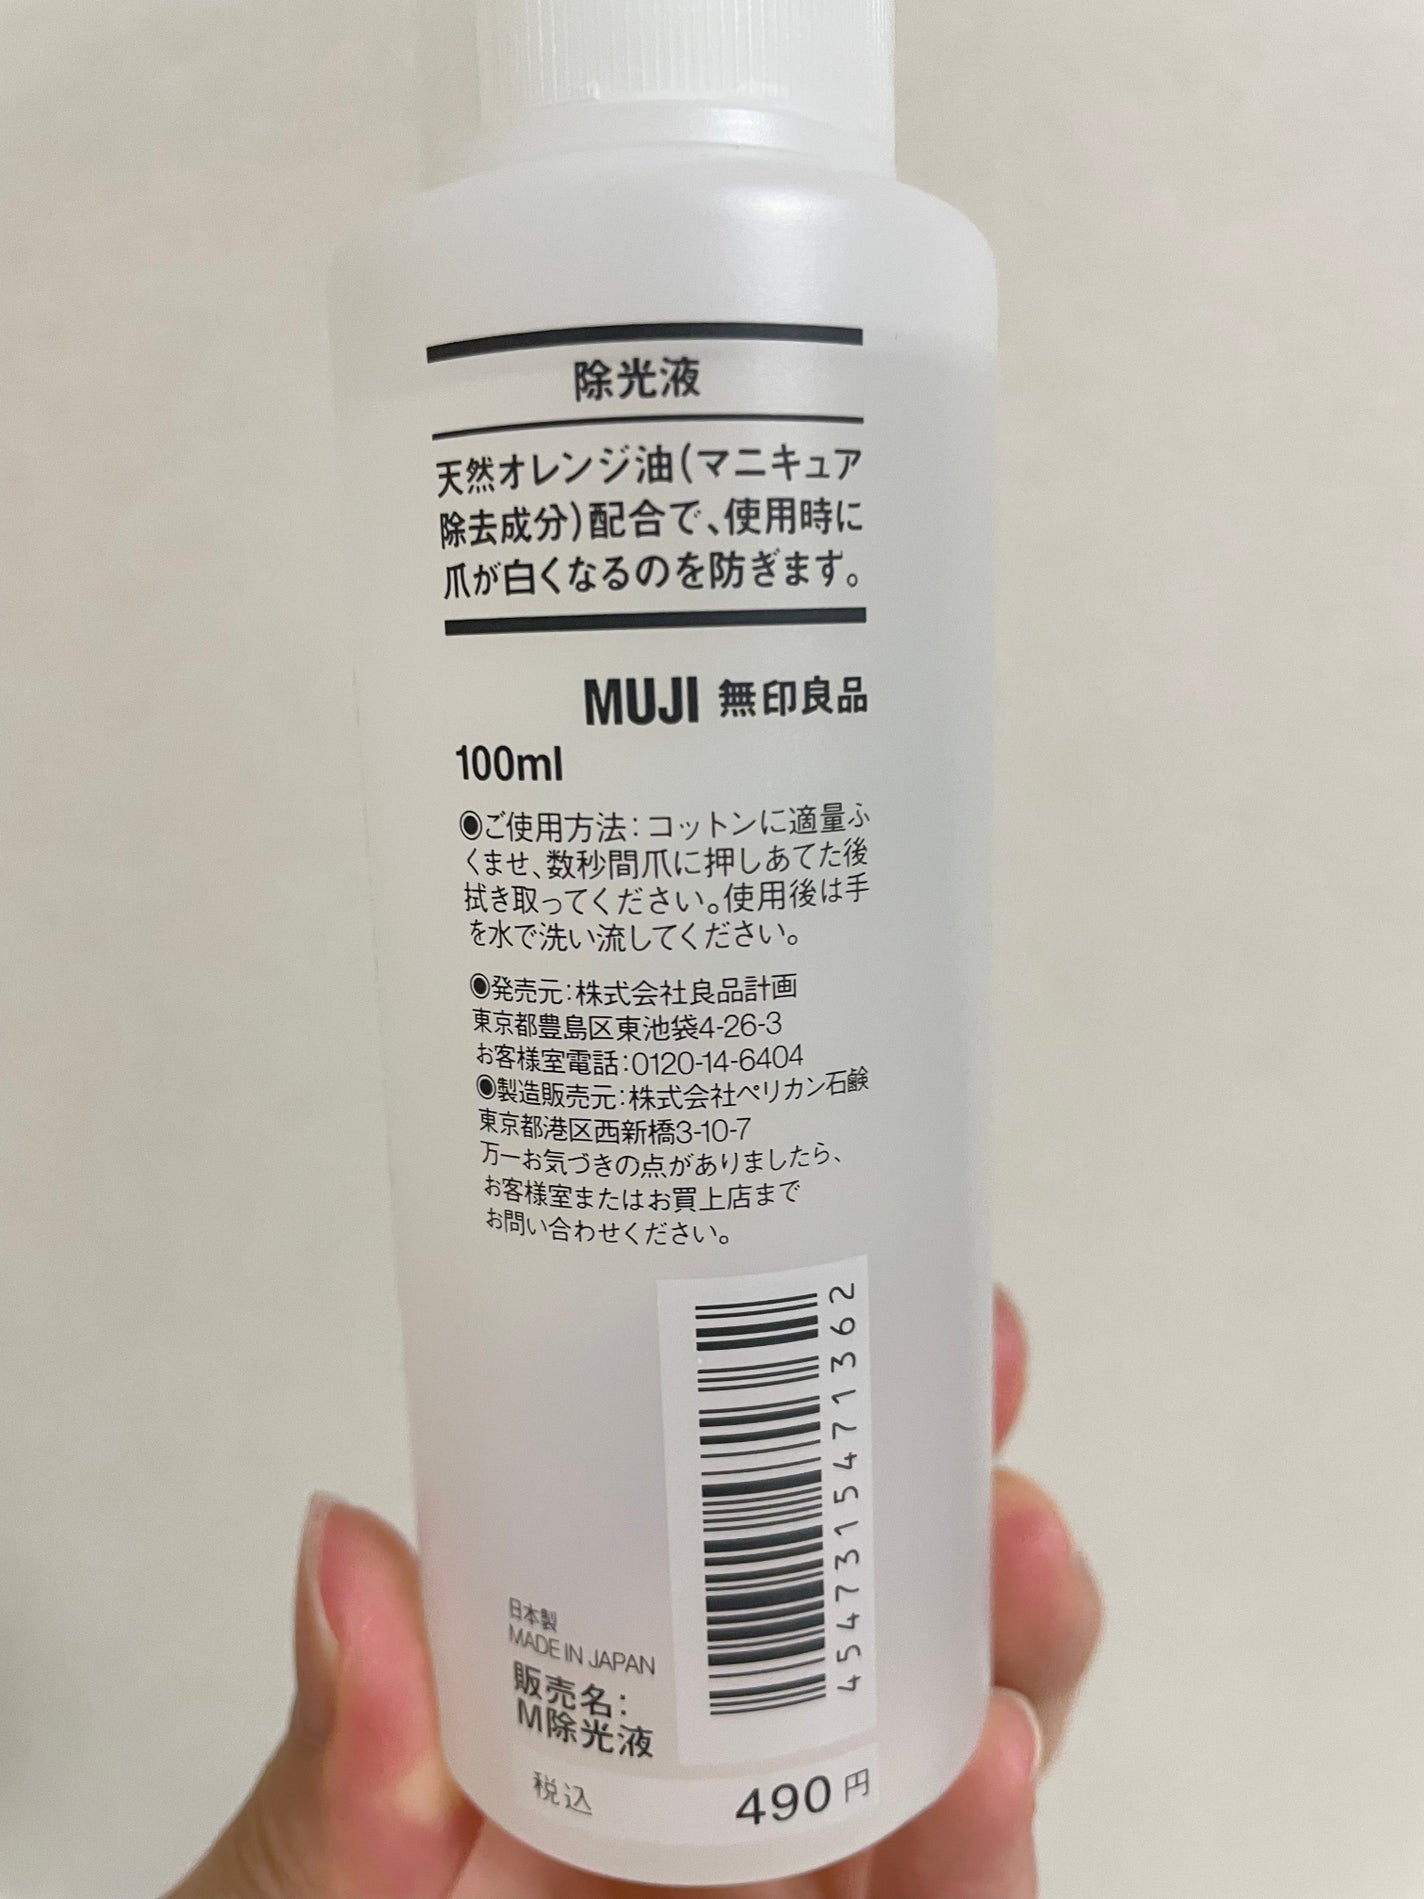 除光液
天然オレンジ油(マニキュア
除去成分)配合で、使用時に
爪が白くなるのを防ぎます。
MUJI 無印良品
100ml
◉ご使用方法:コットンに適量ふ
くませ、数秒間爪に押しあてた後
拭き取ってください。使用後は手
を水で洗い流してください。
◉発売元:株式会社良品計画
東京都豊島区東池袋4-26-3
お客様室電話:0120-14-6404
◉製造販売元:株式会社ペリカン石鹸
東京都港区西新橋3-10-7
万一お気づきの点がありましたら、
お客様室またはお買上店まで
お問い合わせください。
4547315471362
日本製
MADE IN JAPAN
販売名:
M除光液
税込 490円